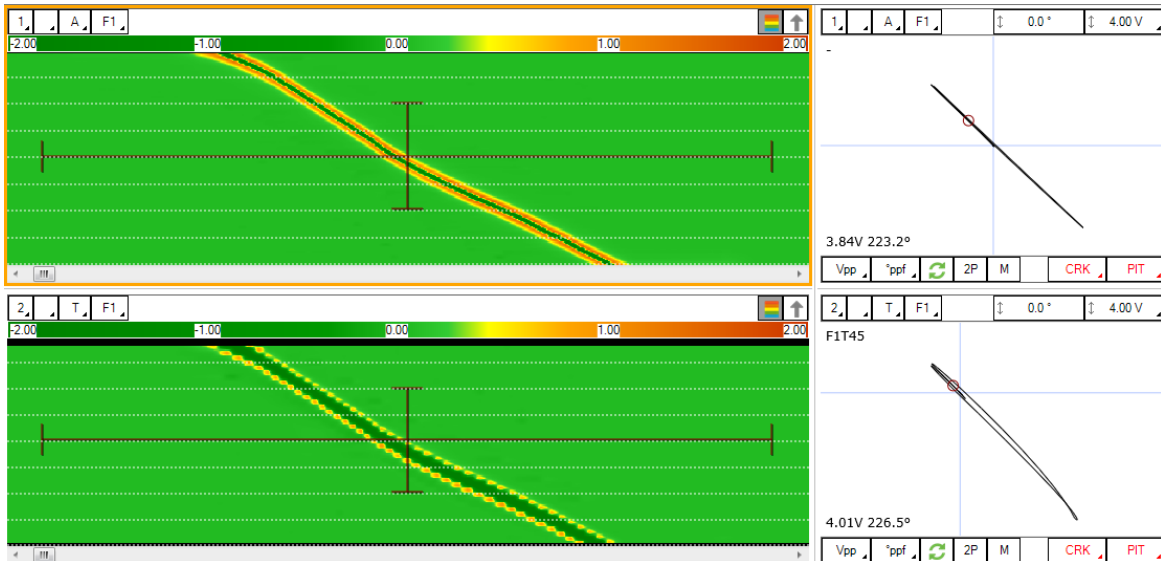 1 A F1
-2.00 -1.00 0.00 1.00 2.00
1 A F1 0.0 ° 4.00 V
-
3.84V 223.2°
Vpp °ppf 2P M CRK PIT
2 T F1
-2.00 -1.00 0.00 1.00 2.00
2 T F1 0.0 ° 4.00 V
F1T45
4.01V 226.5°
Vpp °ppf 2P M CRK PIT